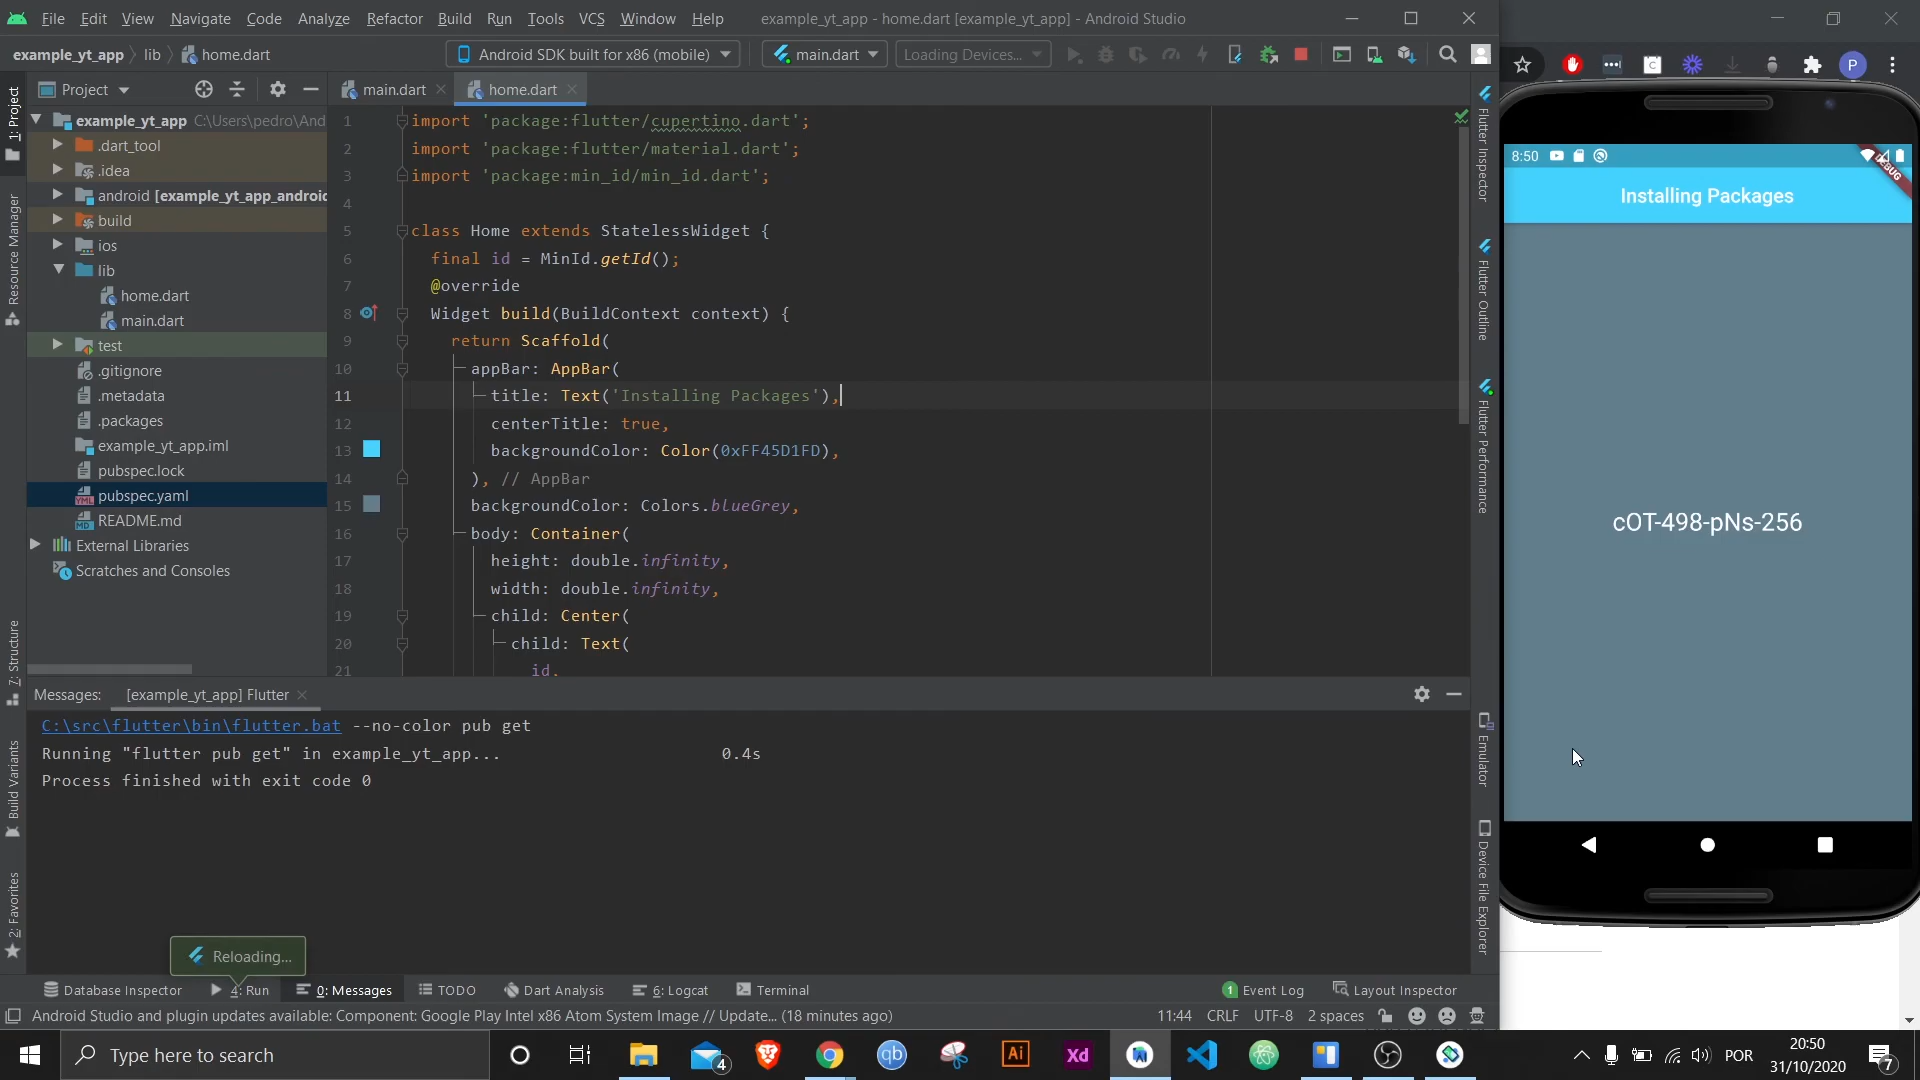 File Edit View Navigate Code Analyze Refactor Build Run Tools VCS Window Help example_yt_app - home.dart [example_yt_app] - Android Studio
example_yt_app lib home.dart Android SDK built for x86 (mobile) main.dart Loading Devices...
Project
main.dart
home.dart
example_yt_app C:\Users\pedro\And
.dart_tool
.idea
android [example_yt_app_android
build
ios
lib
home.dart
main.dart
test
.gitignore
.metadata
.packages
example_yt_app.iml
pubspec.lock
pubspec.yaml
README.md
External Libraries
Scratches and Consoles
1: Project
Resource Manager
7: Structure
Build Variants
2: Favorites
1 import 'package:flutter/cupertino.dart';
2 import 'package:flutter/material.dart';
3 import 'package:min_id/min_id.dart';
4
5 class Home extends StatelessWidget {
6 final id = MinId.getId();
7 @override
8 Widget build(BuildContext context) {
9 return Scaffold(
10 appBar: AppBar(
11 title: Text('Installing Packages'),
12 centerTitle: true,
13 backgroundColor: Color(0xFF45D1FD),
14 ), // AppBar
15 backgroundColor: Colors.blueGrey,
16 body: Container(
17 height: double.infinity,
18 width: double.infinity,
19 child: Center(
20 child: Text(
21 id,
Flutter Inspector
Flutter Outline
Flutter Performance
Emulator
Device File Explorer
P
8:50
DEBUG
Installing Packages
cOT-498-pNs-256
Messages: [example_yt_app] Flutter
C:\src\flutter\bin\flutter.bat --no-color pub get
Running "flutter pub get" in example_yt_app... 0.4s
Process finished with exit code 0
Reloading...
Database Inspector 4: Run 0: Messages TODO Dart Analysis 6: Logcat Terminal 1 Event Log Layout Inspector
Android Studio and plugin updates available: Component: Google Play Intel x86 Atom System Image // Update... (18 minutes ago) 11:44 CRLF UTF-8 2 spaces
Type here to search
4
qb
Ai
Xd
POR
20:50
31/10/2020
7